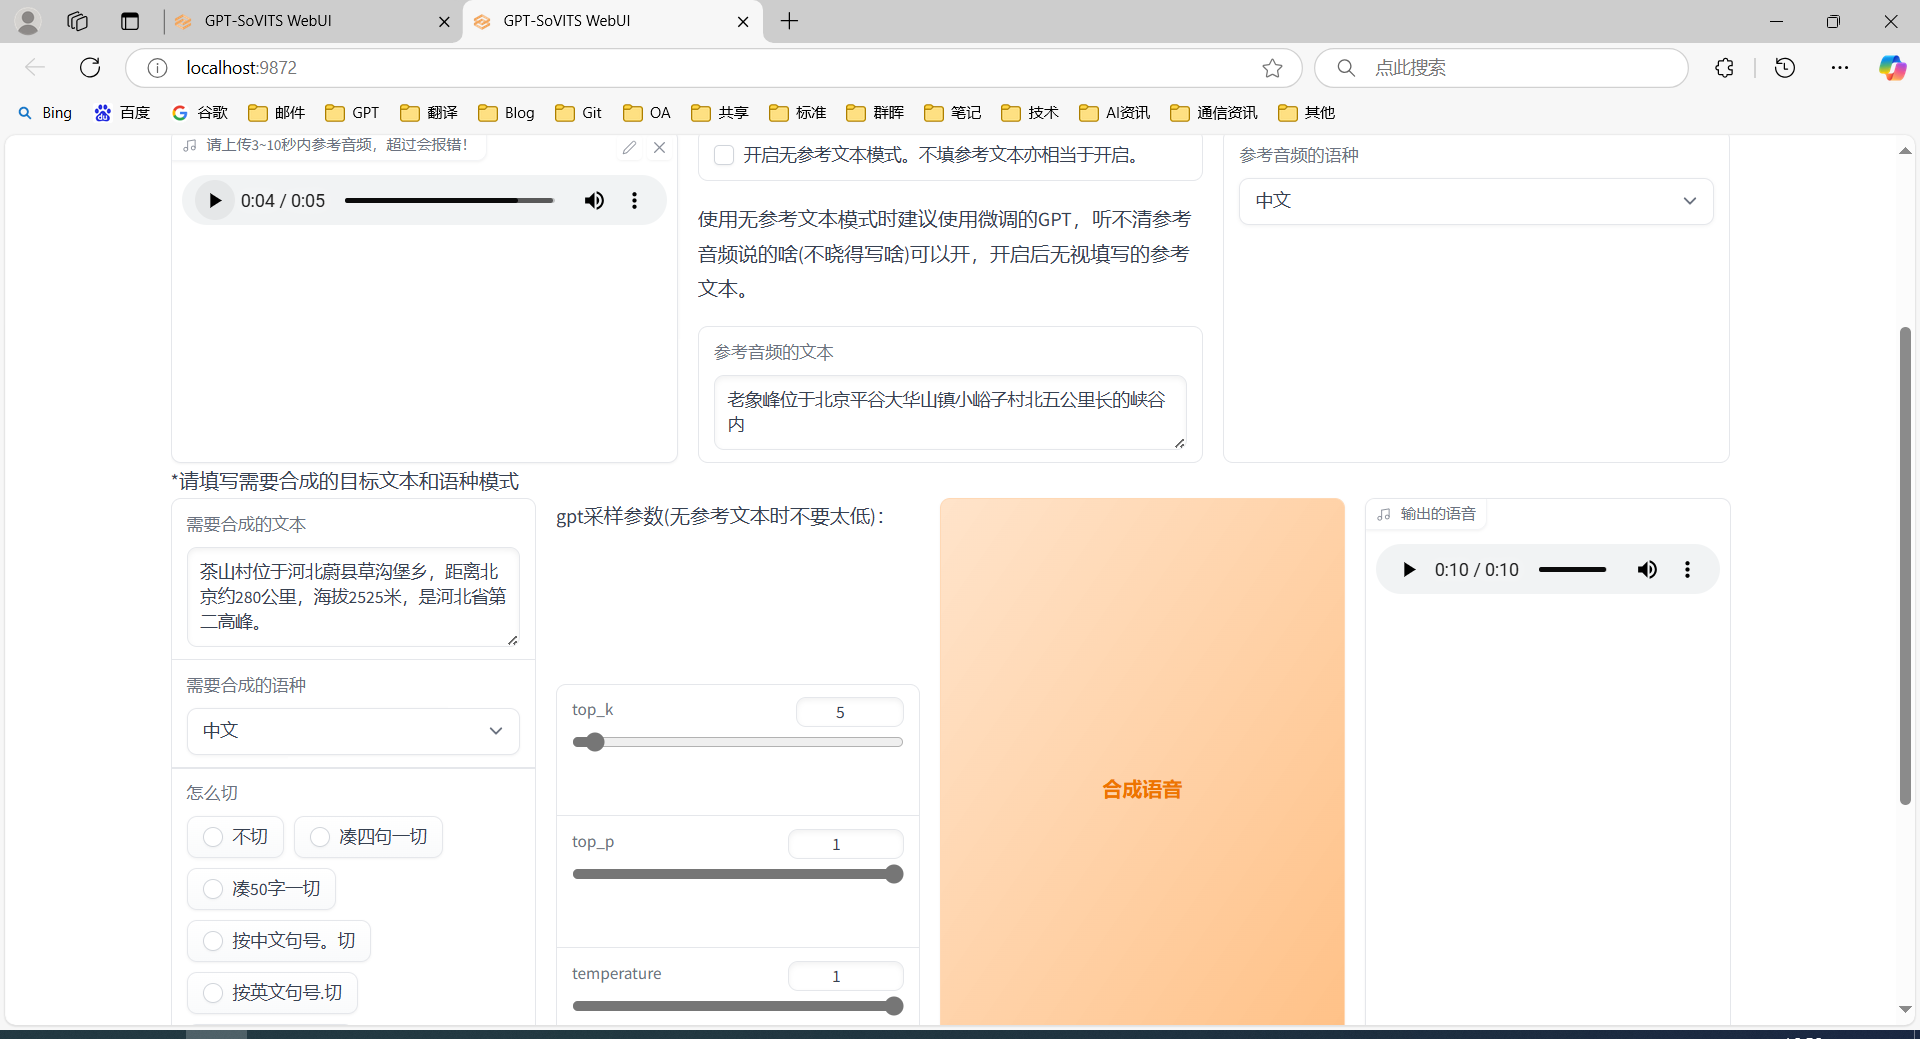 GPT-SoVITS WebUI
GPT-SoVITS WebUI
localhost:9872
点此搜索
Bing
百度
谷歌
邮件
GPT
翻译
Blog
Git
OA
共享
标准
群晖
笔记
技术
AI资讯
通信资讯
其他
请上传3~10秒内参考音频，超过会报错！
0:04 / 0:05
开启无参考文本模式。不填参考文本亦相当于开启。
使用无参考文本模式时建议使用微调的GPT，听不清参考
音频说的啥(不晓得写啥)可以开，开启后无视填写的参考
文本。
参考音频的文本
老象峰位于北京平谷大华山镇小峪子村北五公里长的峡谷
内
参考音频的语种
中文
*请填写需要合成的目标文本和语种模式
需要合成的文本
茶山村位于河北蔚县草沟堡乡，距离北
京约280公里，海拔2525米，是河北省第
二高峰。
需要合成的语种
中文
怎么切
不切
凑四句一切
凑50字一切
按中文句号。切
按英文句号.切
gpt采样参数(无参考文本时不要太低)：
top_k
5
top_p
1
temperature
1
合成语音
输出的语音
0:10 / 0:10